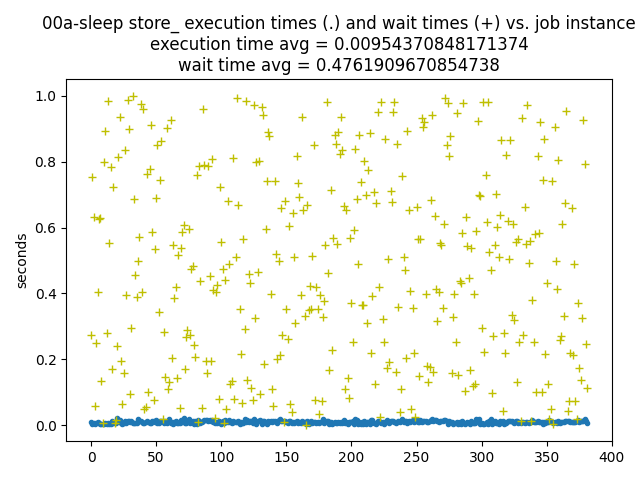 00a-sleep store_ execution times (.) and wait times (+) vs. job instance
execution time avg = 0.00954370848171374
wait time avg = 0.4761909670854738
1.0
0.8
0.6
0.4
0.2
0.0
seconds
0 50 100 150 200 250 300 350 400